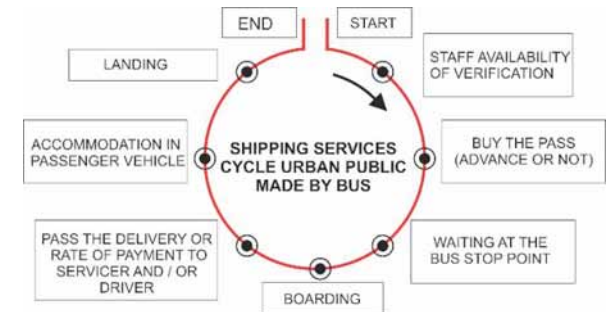 END
START
STAFF AVAILABILITY
OF VERIFICATION
BUY THE PASS
(ADVANCE OR NOT)
WAITING AT THE
BUS STOP POINT
BOARDING
PASS THE DELIVERY OR
RATE OF PAYMENT TO
SERVICER AND / OR
DRIVER
ACCOMMODATION IN
PASSENGER VEHICLE
LANDING
SHIPPING SERVICES
CYCLE URBAN PUBLIC
MADE BY BUS